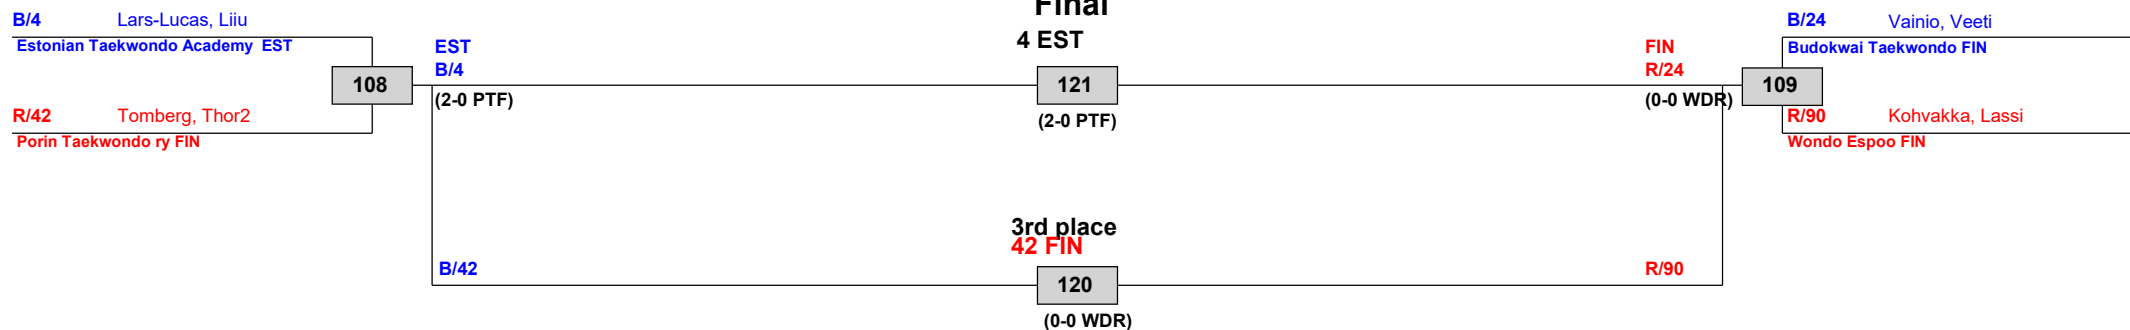 Final
B/4 Lars-Lucas, Liiu
Estonian Taekwondo Academy EST
108
R/42 Tomberg, Thor2
Porin Taekwondo ry FIN
EST
B/4
(2-0 PTF)
4 EST
121
(2-0 PTF)
FIN
R/24
(0-0 WDR)
B/24 Vainio, Veeti
Budokwai Taekwondo FIN
109
R/90 Kohvakka, Lassi
Wondo Espoo FIN
3rd place
42 FIN
B/42
120
R/90
(0-0 WDR)